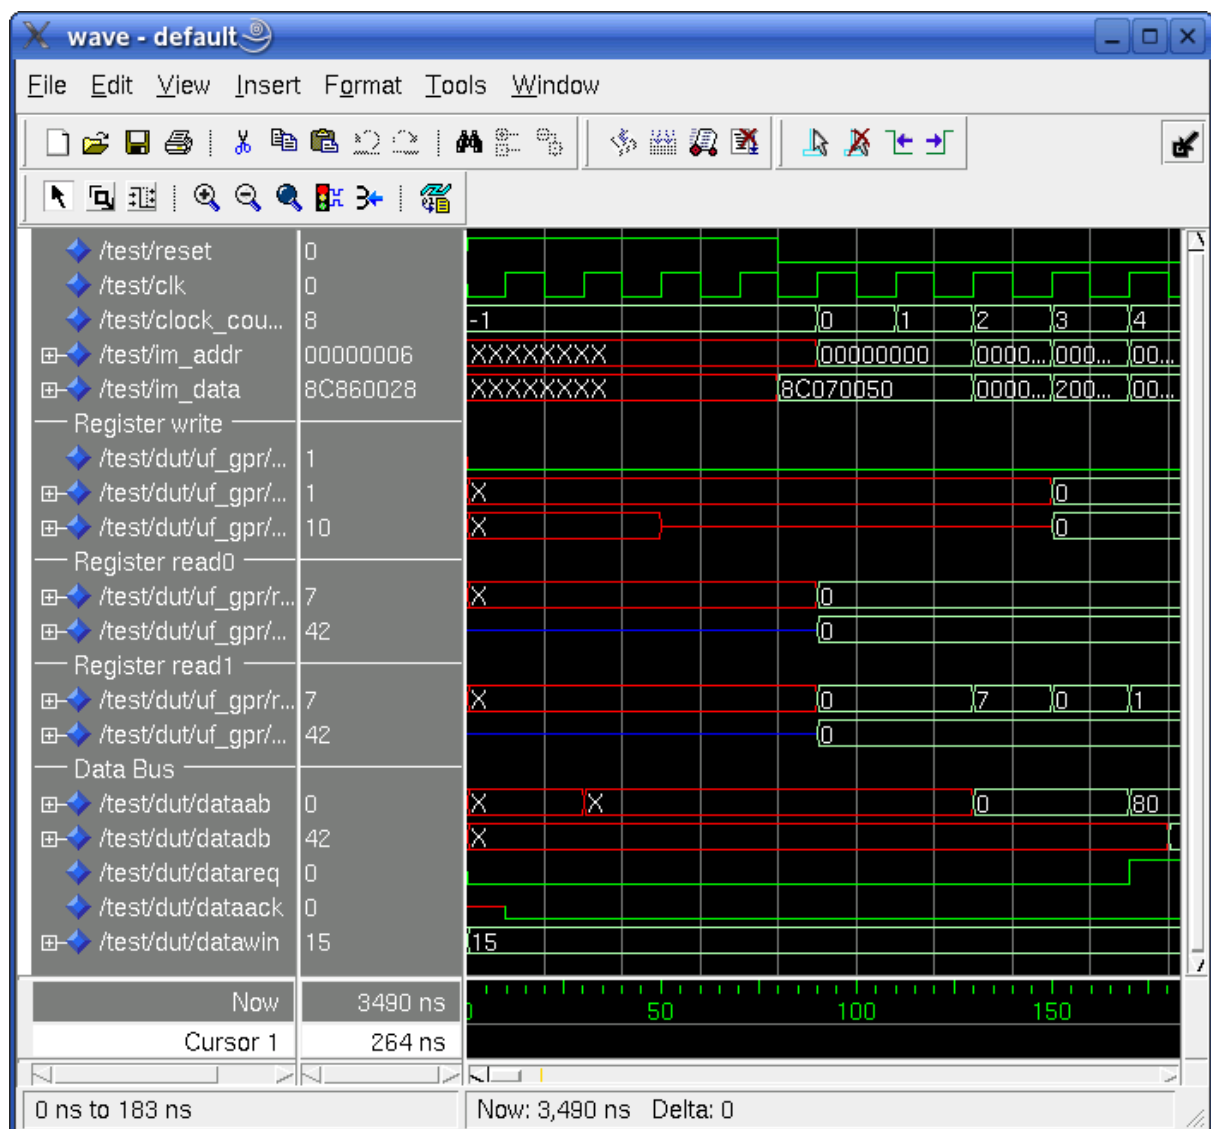 wave - default
File Edit View Insert Format Tools Window
/test/reset 0
/test/clk 0
/test/clock_cou... 8 -1 0 1 2 3 4
/test/im_addr 00000006 XXXXXXXX 00000000 0000... 000... 00...
/test/im_data 8C860028 XXXXXXXX 8C070050 0000... 200... 00...
Register write
/test/dut/uf_gpr/... 1
/test/dut/uf_gpr/... 1 X 0
/test/dut/uf_gpr/... 10 X 0
Register read0
/test/dut/uf_gpr/r... 7 X 0
/test/dut/uf_gpr/... 42 0
Register read1
/test/dut/uf_gpr/r... 7 X 0 7 0 1
/test/dut/uf_gpr/... 42 0
Data Bus
/test/dut/dataab 0 X X 0 80
/test/dut/datadb 42 X
/test/dut/datareq 0
/test/dut/dataack 0
/test/dut/datawin 15 15
Now 3490 ns 0 50 100 150
Cursor 1 264 ns
0 ns to 183 ns Now: 3,490 ns Delta: 0